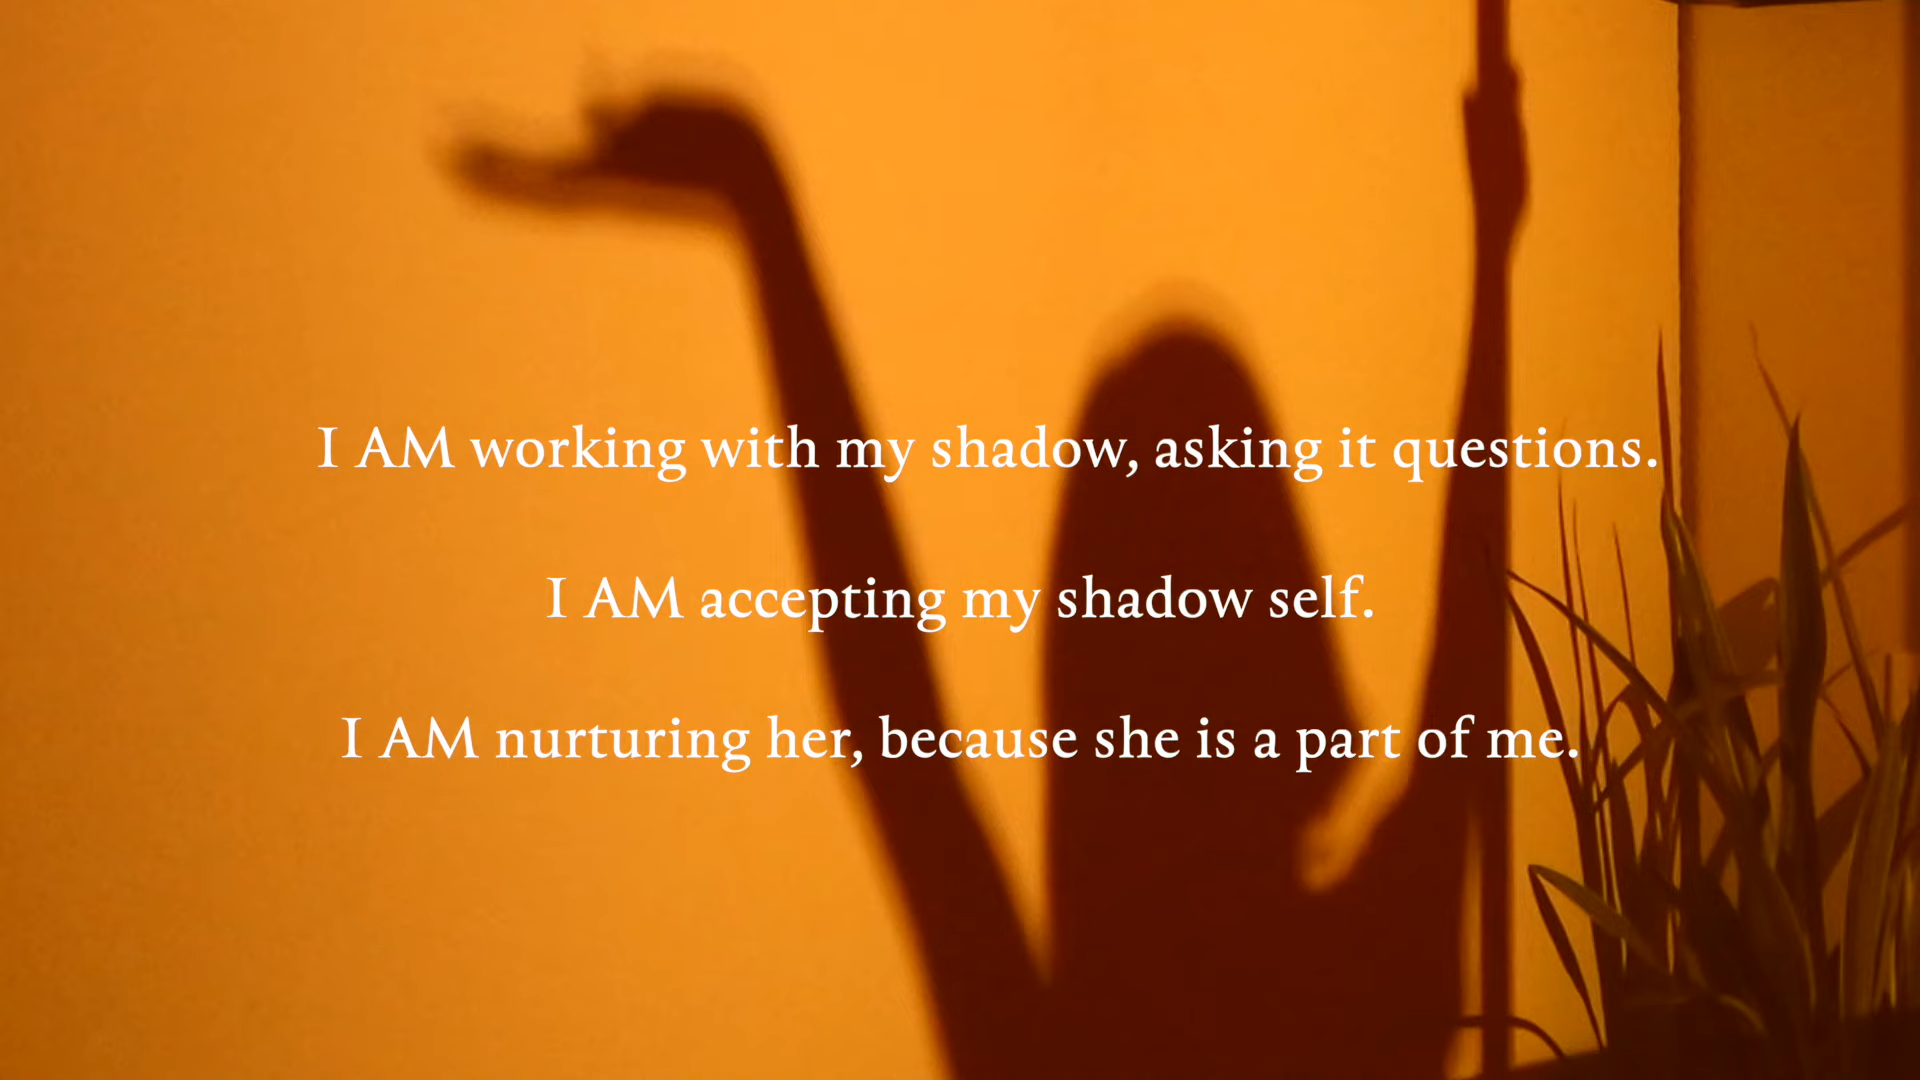 I AM working with my shadow, asking it questions.
I AM accepting my shadow self.
I AM nurturing her, because she is a part of me.